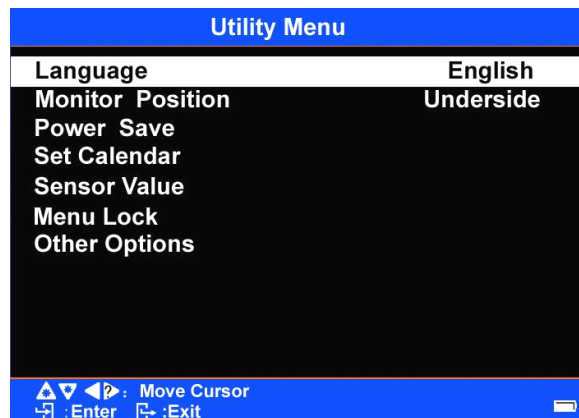 Utility Menu
Language English
Monitor Position Underside
Power Save
Set Calendar
Sensor Value
Menu Lock
Other Options
? : Move Cursor
:Enter :Exit